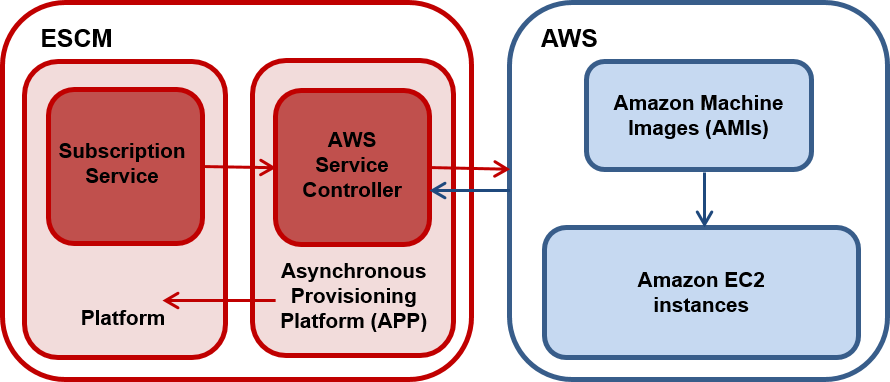 ESCM
Subscription
Service
Platform
AWS
Service
Controller
Asynchronous
Provisioning
Platform (APP)
AWS
Amazon Machine
Images (AMIs)
Amazon EC2
instances